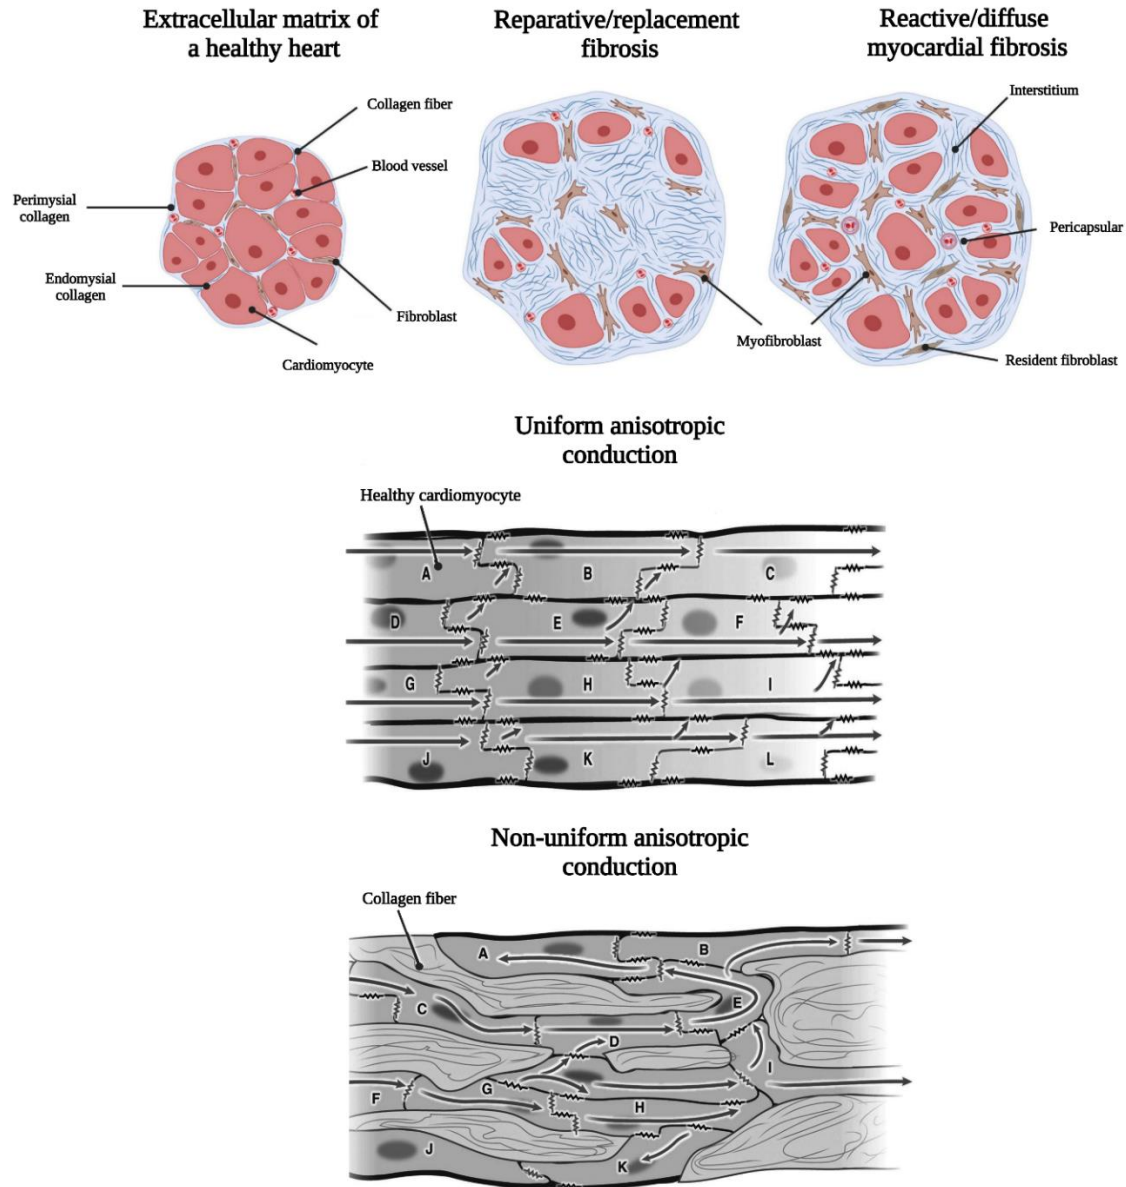 Extracellular matrix of
a healthy heart
Reparative/replacement
fibrosis
Reactive/diffuse
myocardial fibrosis
Collagen fiber
Blood vessel
Perimysial
collagen
Endomysial
collagen
Fibroblast
Cardiomyocyte
Interstitium
Pericapsular
Myofibroblast
Resident fibroblast
Uniform anisotropic
conduction
Healthy cardiomyocyte
A
B
C
D
E
F
G
H
I
J
K
L
Non-uniform anisotropic
conduction
Collagen fiber
A
B
C
E
D
I
G
F
H
J
K